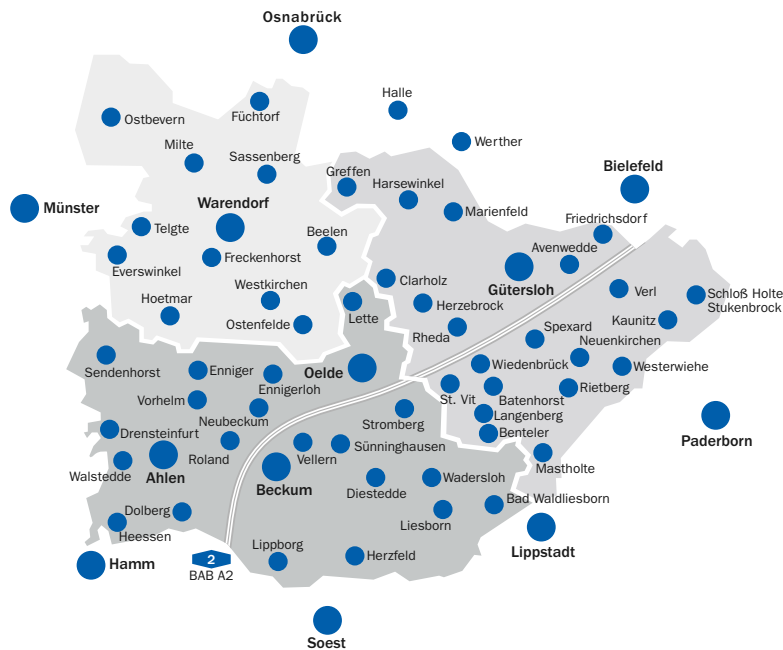 Osnabrück
Halle
Ostbevern
Füchtorf
Werther
Milte
Sassenberg
Greffen
Harsewinkel
Bielefeld
Münster
Warendorf
Marienfeld
Friedrichsdorf
Telgte
Beelen
Avenwedde
Freckenhorst
Everswinkel
Clarholz
Gütersloh
Verl
Schloß Holte
Stukenbrock
Westkirchen
Hoetmar
Herzebrock
Kaunitz
Lette
Ostenfelde
Rheda
Spexard
Neuenkirchen
Sendenhorst
Enniger
Oelde
Wiedenbrück
Westerwiehe
Ennigerloh
St. Vit
Batenhorst
Rietberg
Vorhelm
Neubeckum
Stromberg
Langenberg
Benteler
Paderborn
Drensteinfurt
Roland
Vellern
Sünninghausen
Walstedde
Ahlen
Beckum
Mastholte
Diestedde
Wadersloh
Bad Waldliesborn
Dolberg
Liesborn
Heessen
Lippstadt
Lippborg
Herzfeld
Hamm
2
BAB A2
Soest